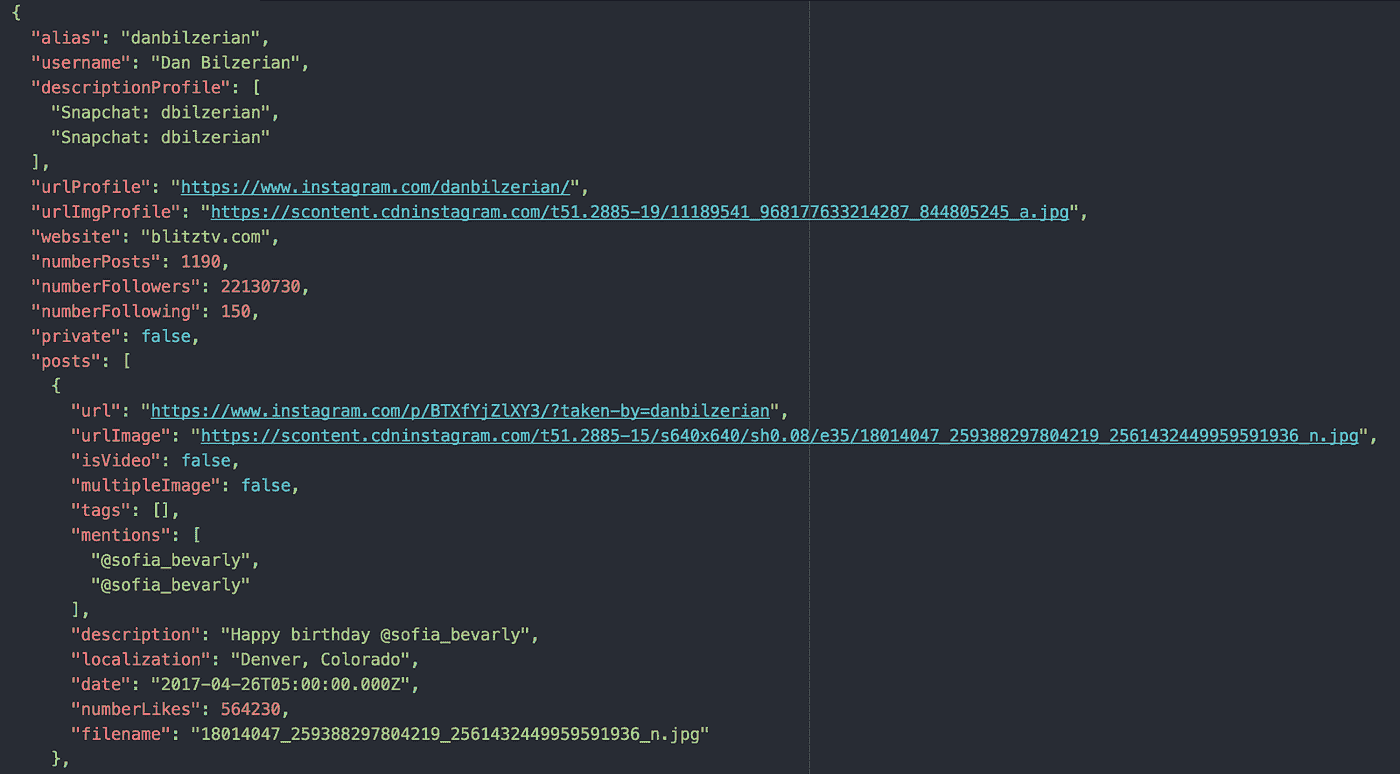 {
  "alias": "danbilzerian",
  "username": "Dan Bilzerian",
  "descriptionProfile": [
    "Snapchat: dbilzerian",
    "Snapchat: dbilzerian"
  ],
  "urlProfile": "https://www.instagram.com/danbilzerian/",
  "urlImgProfile": "https://scontent.cdninstagram.com/t51.2885-19/11189541_968177633214287_844805245_a.jpg",
  "website": "blitztv.com",
  "numberPosts": 1190,
  "numberFollowers": 22130730,
  "numberFollowing": 150,
  "private": false,
  "posts": [
    {
      "url": "https://www.instagram.com/p/BTXfYjZlXY3/?taken-by=danbilzerian",
      "urlImage": "https://scontent.cdninstagram.com/t51.2885-15/s640x640/sh0.08/e35/18014047_259388297804219_2561432449959591936_n.jpg",
      "isVideo": false,
      "multipleImage": false,
      "tags": [],
      "mentions": [
        "@sofia_bevarly",
        "@sofia_bevarly"
      ],
      "description": "Happy birthday @sofia_bevarly",
      "localization": "Denver, Colorado",
      "date": "2017-04-26T05:00:00.000Z",
      "numberLikes": 564230,
      "filename": "18014047_259388297804219_2561432449959591936_n.jpg"
    },